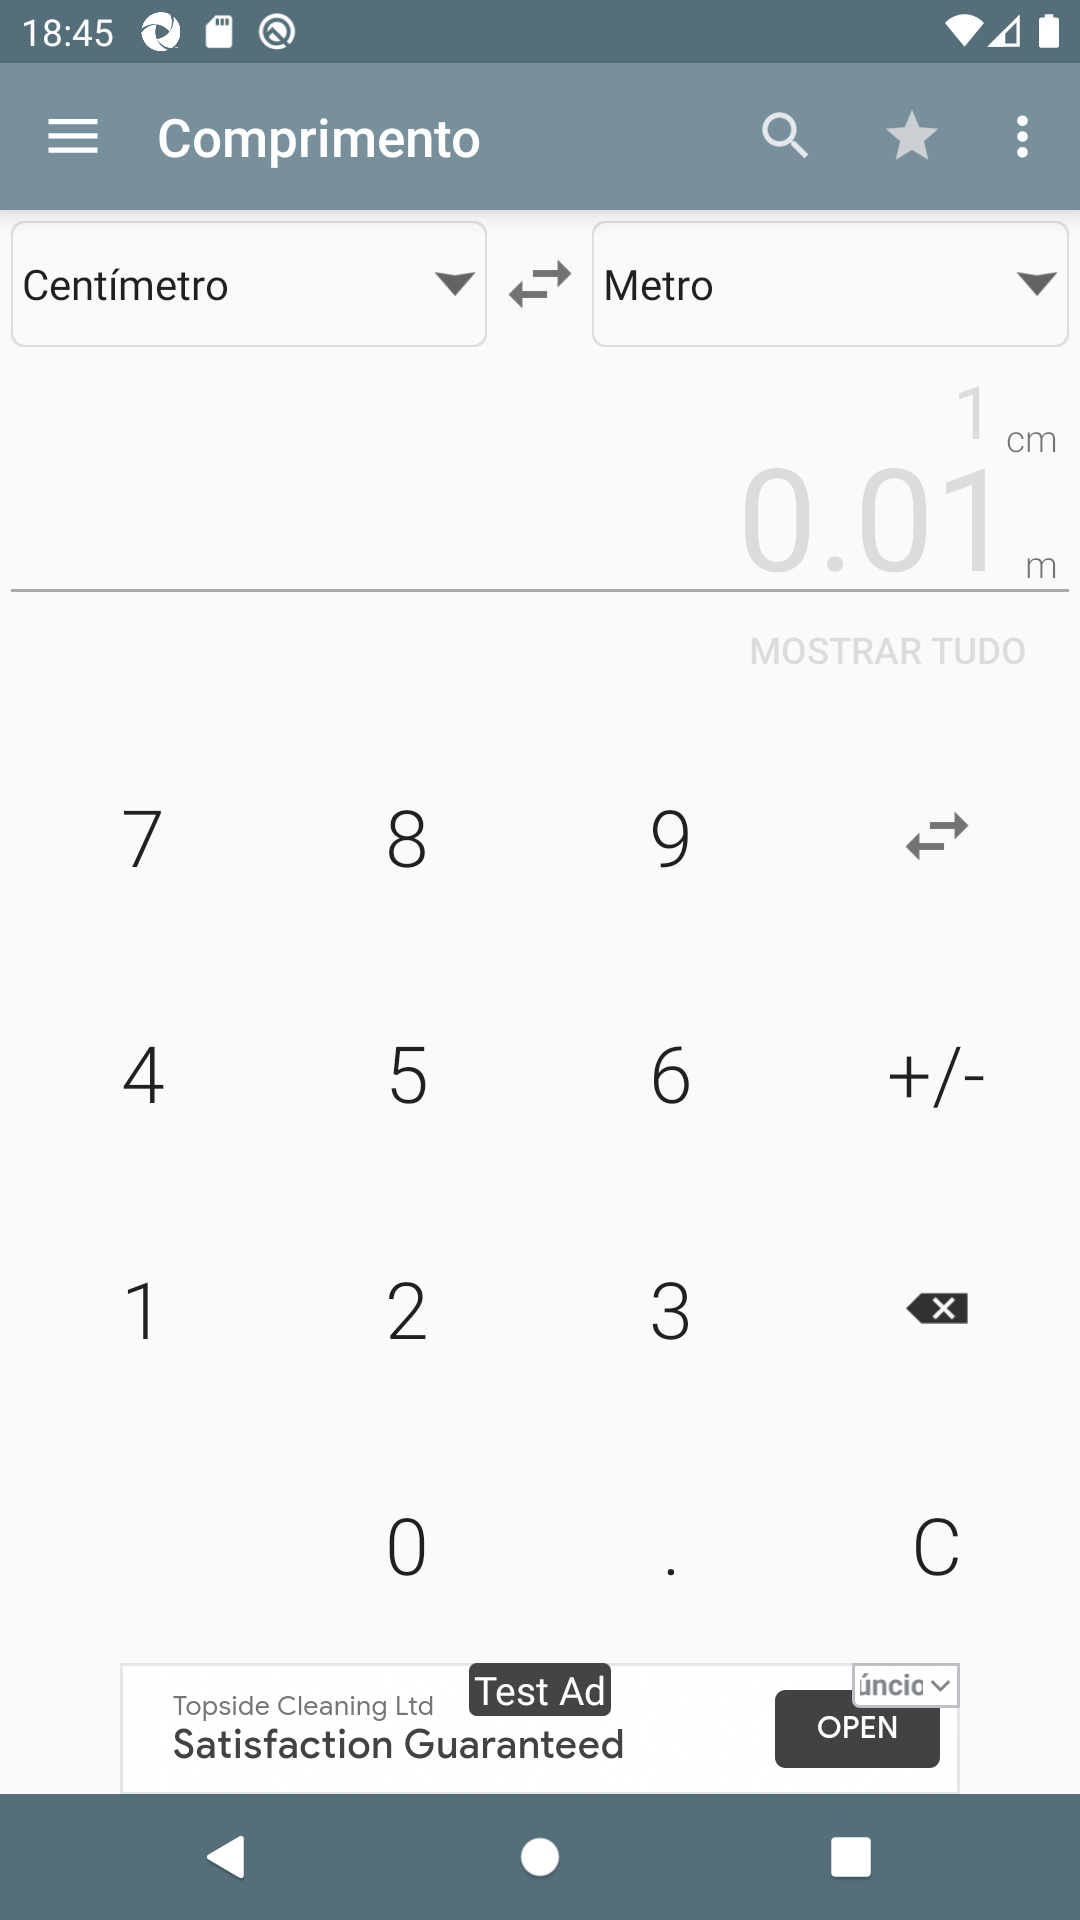 18:45
Comprimento
Centímetro
Metro
1 cm
0.01 m
MOSTRAR TUDO
7 8 9
4 5 6 +/-
1 2 3
0 . C
Test Ad
Topside Cleaning Ltd
Satisfaction Guaranteed
OPEN